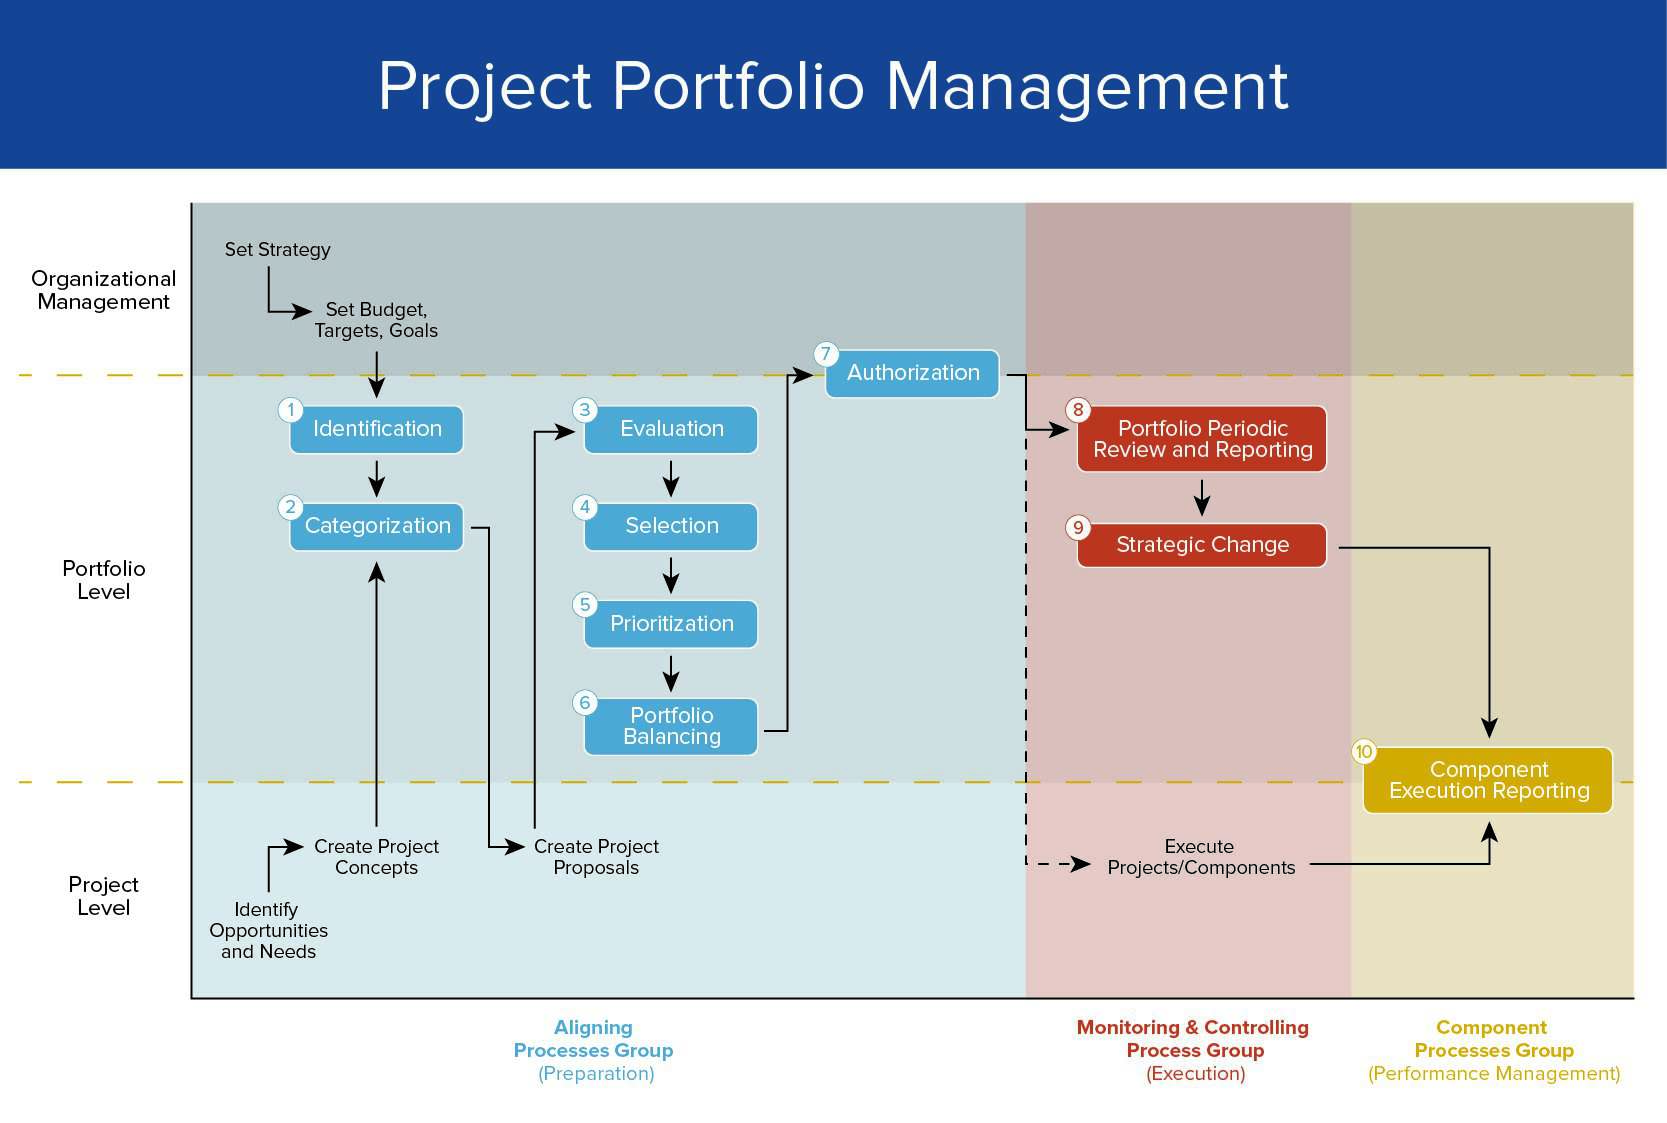 Project Portfolio Management
Organizational
Management
Set Strategy
Set Budget,
Targets, Goals
Portfolio
Level
1
Identification
2
Categorization
3
Evaluation
4
Selection
5
Prioritization
6
Portfolio
Balancing
7
Authorization
8
Portfolio Periodic
Review and Reporting
9
Strategic Change
10
Component
Execution Reporting
Project
Level
Identify
Opportunities
and Needs
Create Project
Concepts
Create Project
Proposals
Execute
Projects/Components
Aligning
Processes Group
(Preparation)
Monitoring & Controlling
Process Group
(Execution)
Component
Processes Group
(Performance Management)